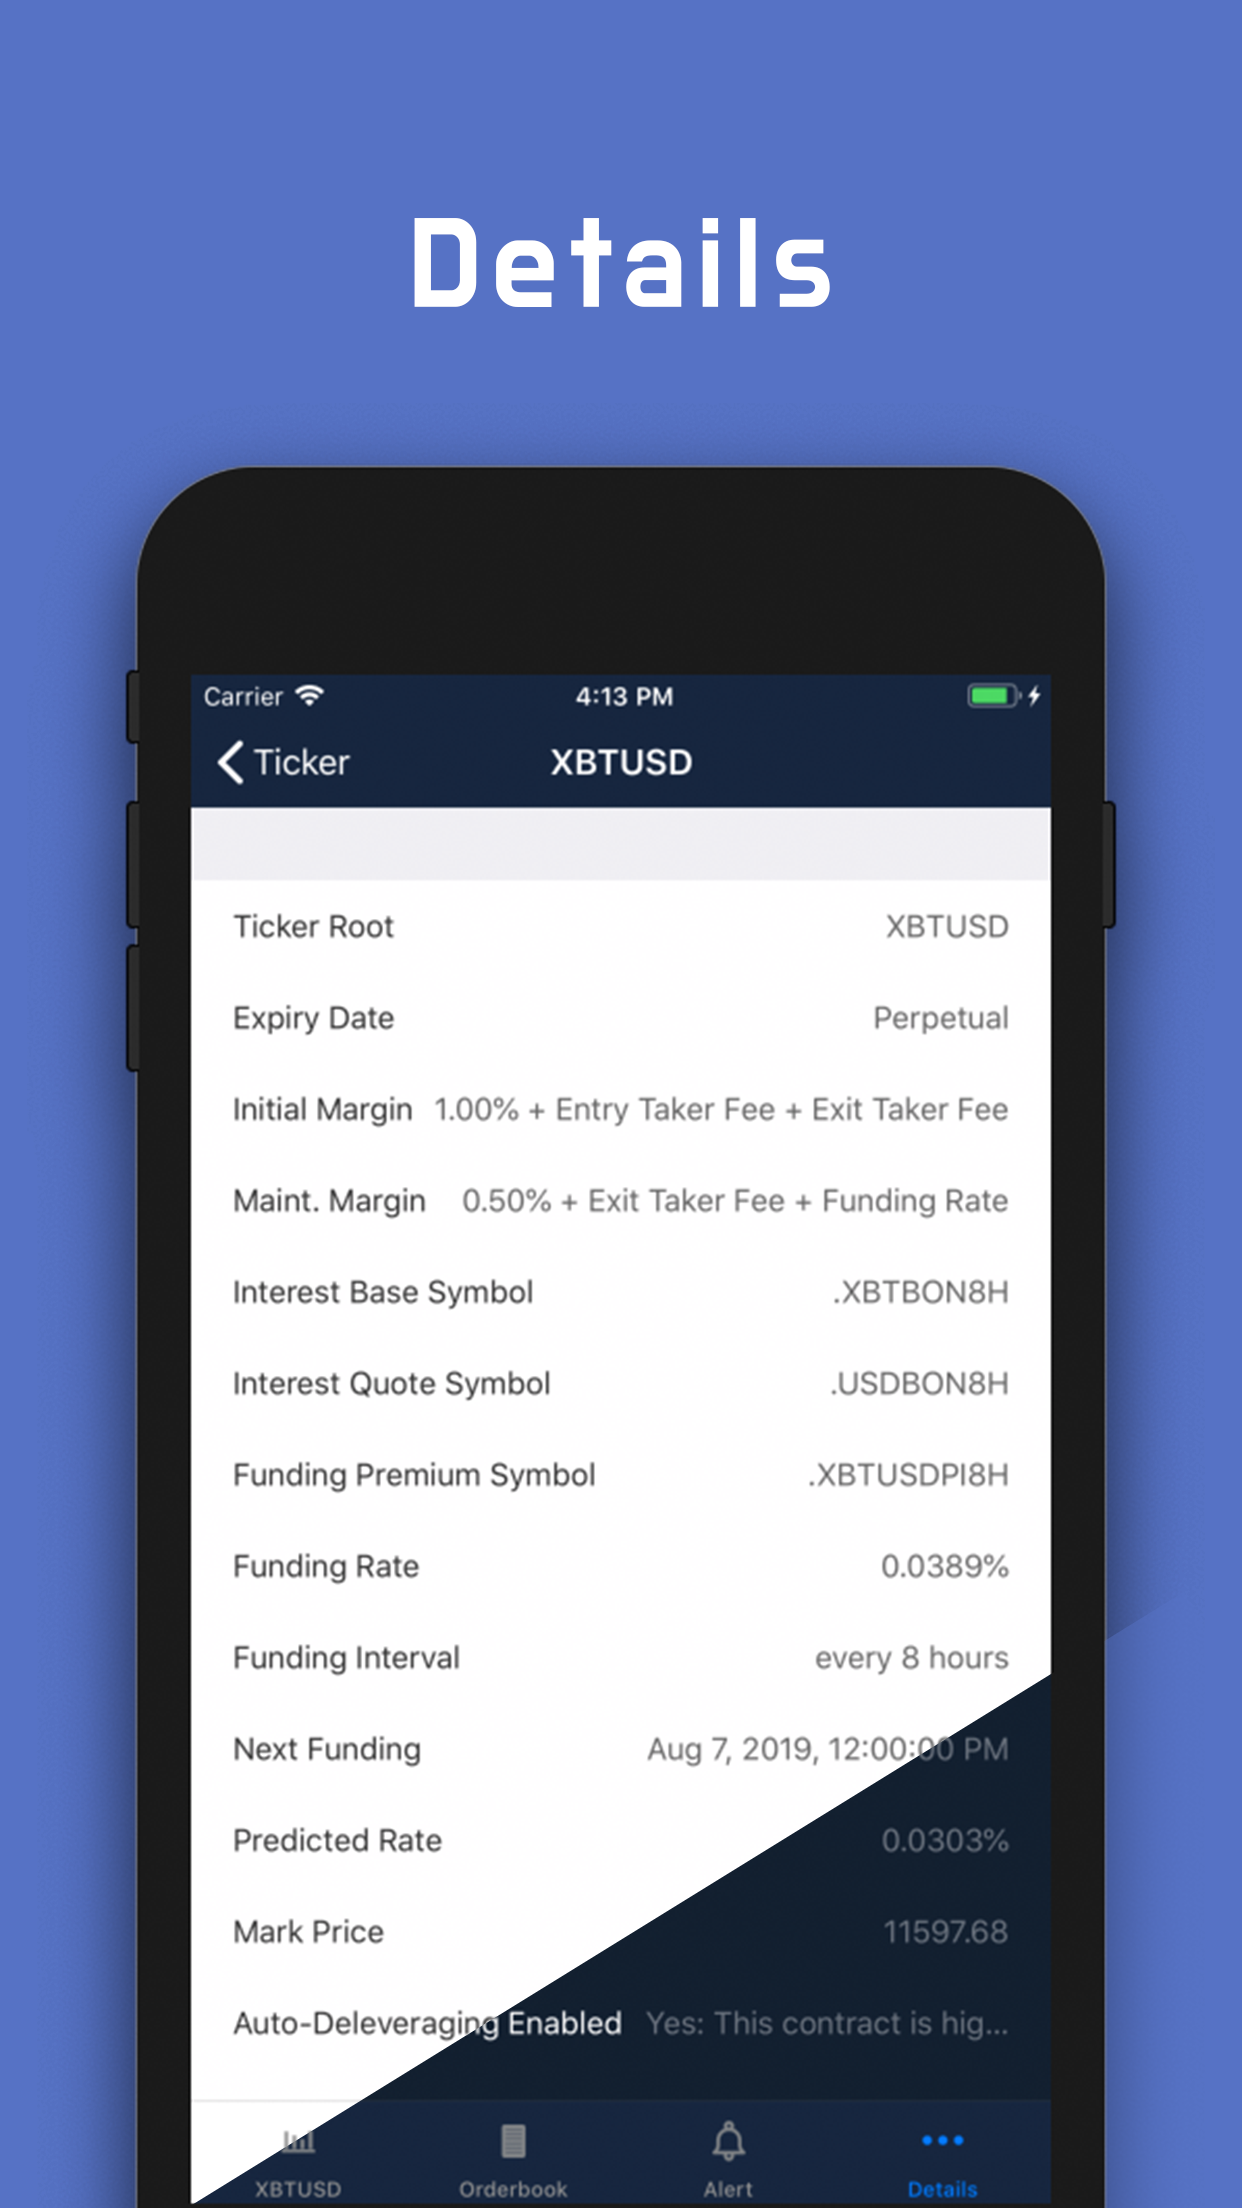 Details
Carrier 4:13 PM
Ticker XBTUSD
Ticker Root XBTUSD
Expiry Date Perpetual
Initial Margin 1.00% + Entry Taker Fee + Exit Taker Fee
Maint. Margin 0.50% + Exit Taker Fee + Funding Rate
Interest Base Symbol .XBTBON8H
Interest Quote Symbol .USDBON8H
Funding Premium Symbol .XBTUSDPI8H
Funding Rate 0.0389%
Funding Interval every 8 hours
Next Funding Aug 7, 2019, 12:00:00 PM
Predicted Rate 0.0303%
Mark Price 11597.68
Auto-Deleveraging Enabled Yes: This contract is hig...
XBTUSD Orderbook Alert Details